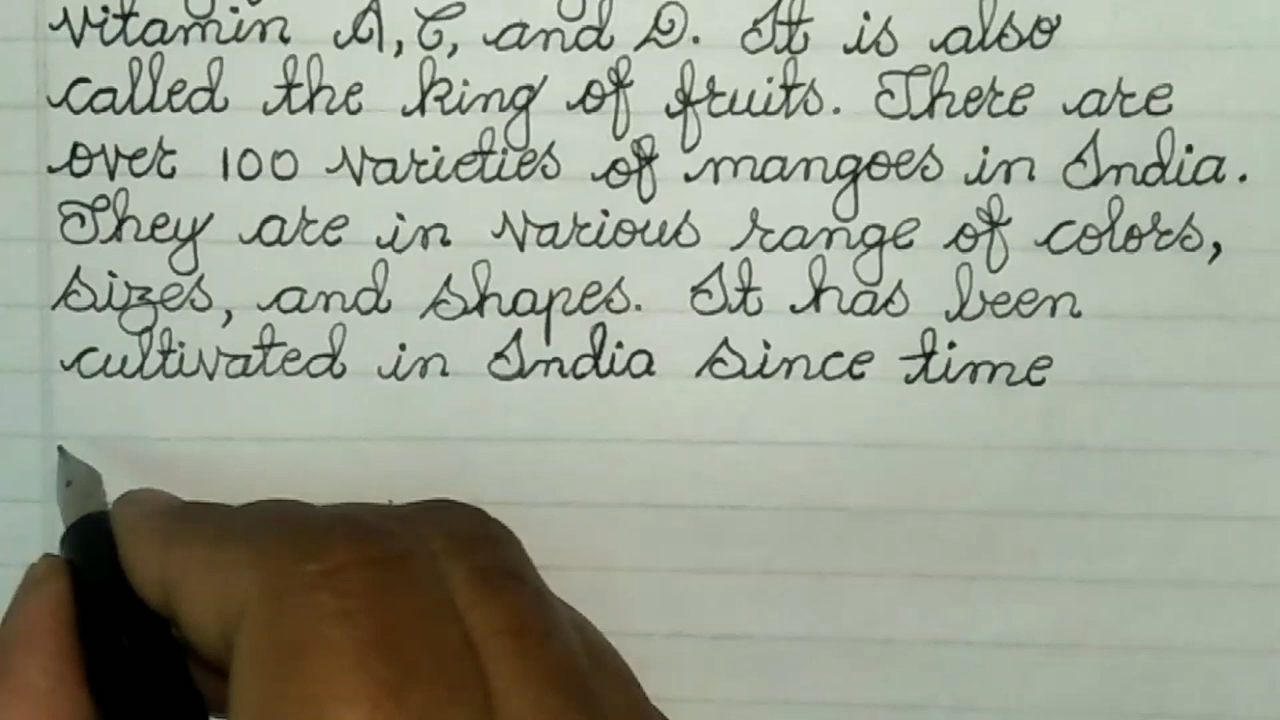 vitamin A, C, and D. It is also
called the king of fruits. There are
over 100 varieties of mangoes in India.
They are in various range of colors,
sizes, and shapes. It has been
cultivated in India since time